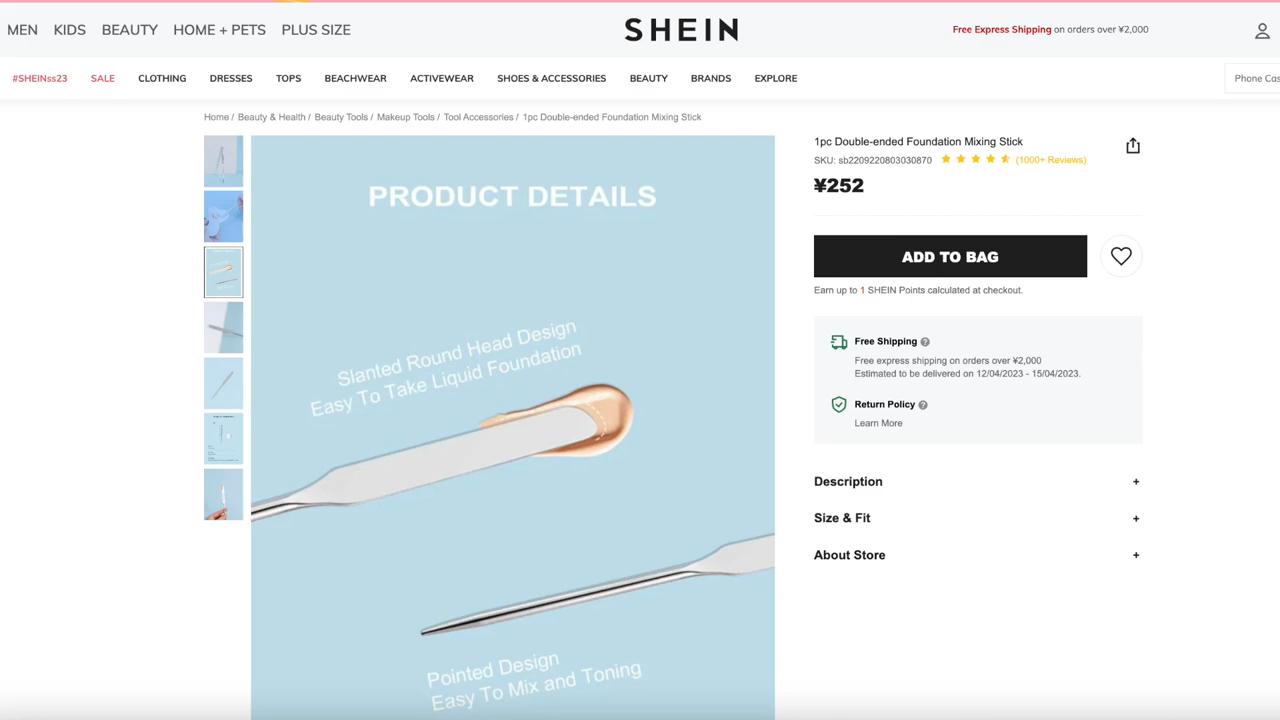 MEN KIDS BEAUTY HOME + PETS PLUS SIZE
SHEIN
Free Express Shipping on orders over ¥2,000
#SHEINss23 SALE CLOTHING DRESSES TOPS BEACHWEAR ACTIVEWEAR SHOES & ACCESSORIES BEAUTY BRANDS EXPLORE
Phone Cas
Home / Beauty & Health / Beauty Tools / Makeup Tools / Tool Accessories / 1pc Double-ended Foundation Mixing Stick
PRODUCT DETAILS
Slanted Round Head Design
Easy To Take Liquid Foundation
Pointed Design
Easy To Mix and Toning
1pc Double-ended Foundation Mixing Stick
SKU: sb2209220803030870 (1000+ Reviews)
¥252
ADD TO BAG
Earn up to 1 SHEIN Points calculated at checkout.
Free Shipping ?
Free express shipping on orders over ¥2,000
Estimated to be delivered on 12/04/2023 - 15/04/2023.
Return Policy ?
Learn More
Description +
Size & Fit +
About Store +